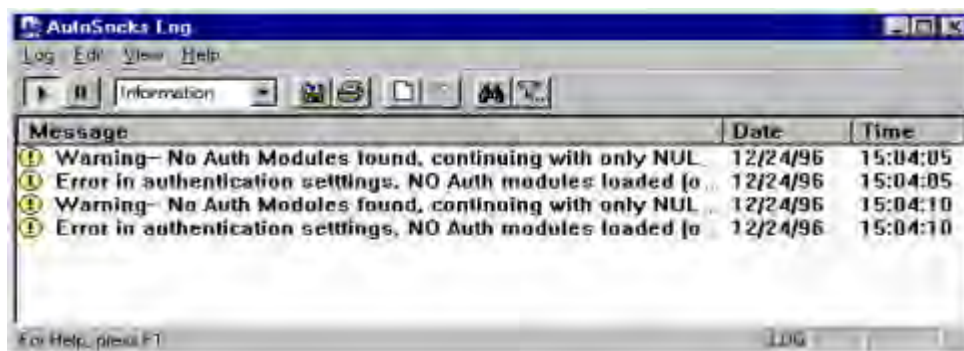 AutoSocks Log
Log Edit View Help
Information
Message Date Time
Warning- No Auth Modules found, continuing with only NUL... 12/24/96 15:04:05
Error in authentication setttings, NO Auth modules loaded (o... 12/24/96 15:04:05
Warning- No Auth Modules found, continuing with only NUL... 12/24/96 15:04:10
Error in authentication setttings, NO Auth modules loaded (o... 12/24/96 15:04:10
For Help, press F1 LOG